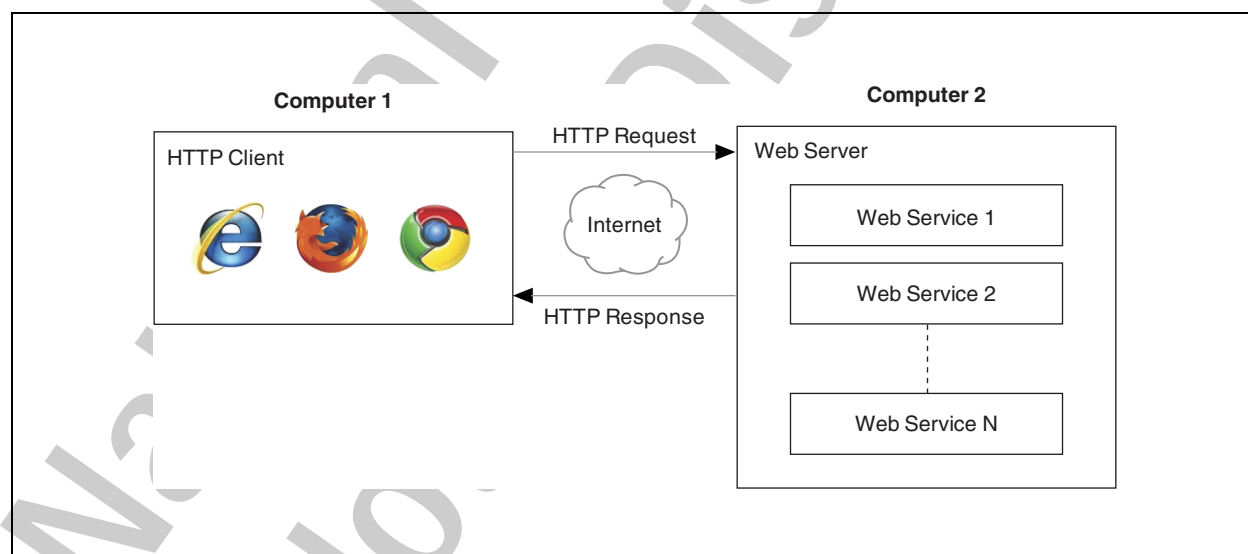 Computer 1
HTTP Client
HTTP Request
Internet
HTTP Response
Computer 2
Web Server
Web Service 1
Web Service 2
Web Service N